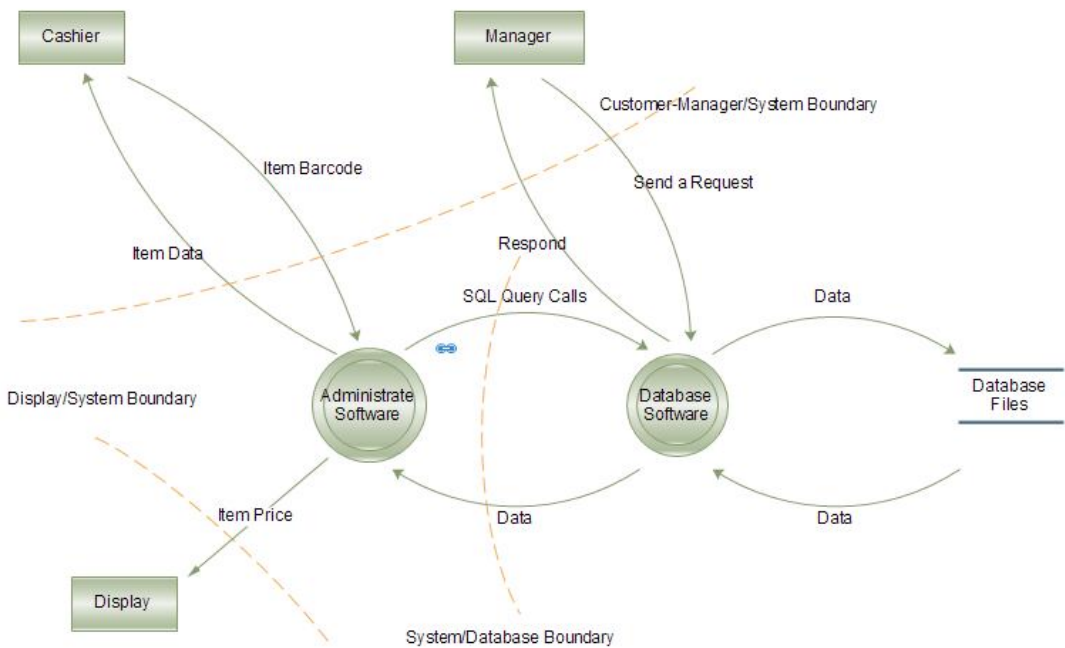 Cashier
Manager
Customer-Manager/System Boundary
Item Barcode
Send a Request
Item Data
Respond
SQL Query Calls
Data
Display/System Boundary
Administrate
Software
Database
Software
Database
Files
Item Price
Data
Data
Display
System/Database Boundary